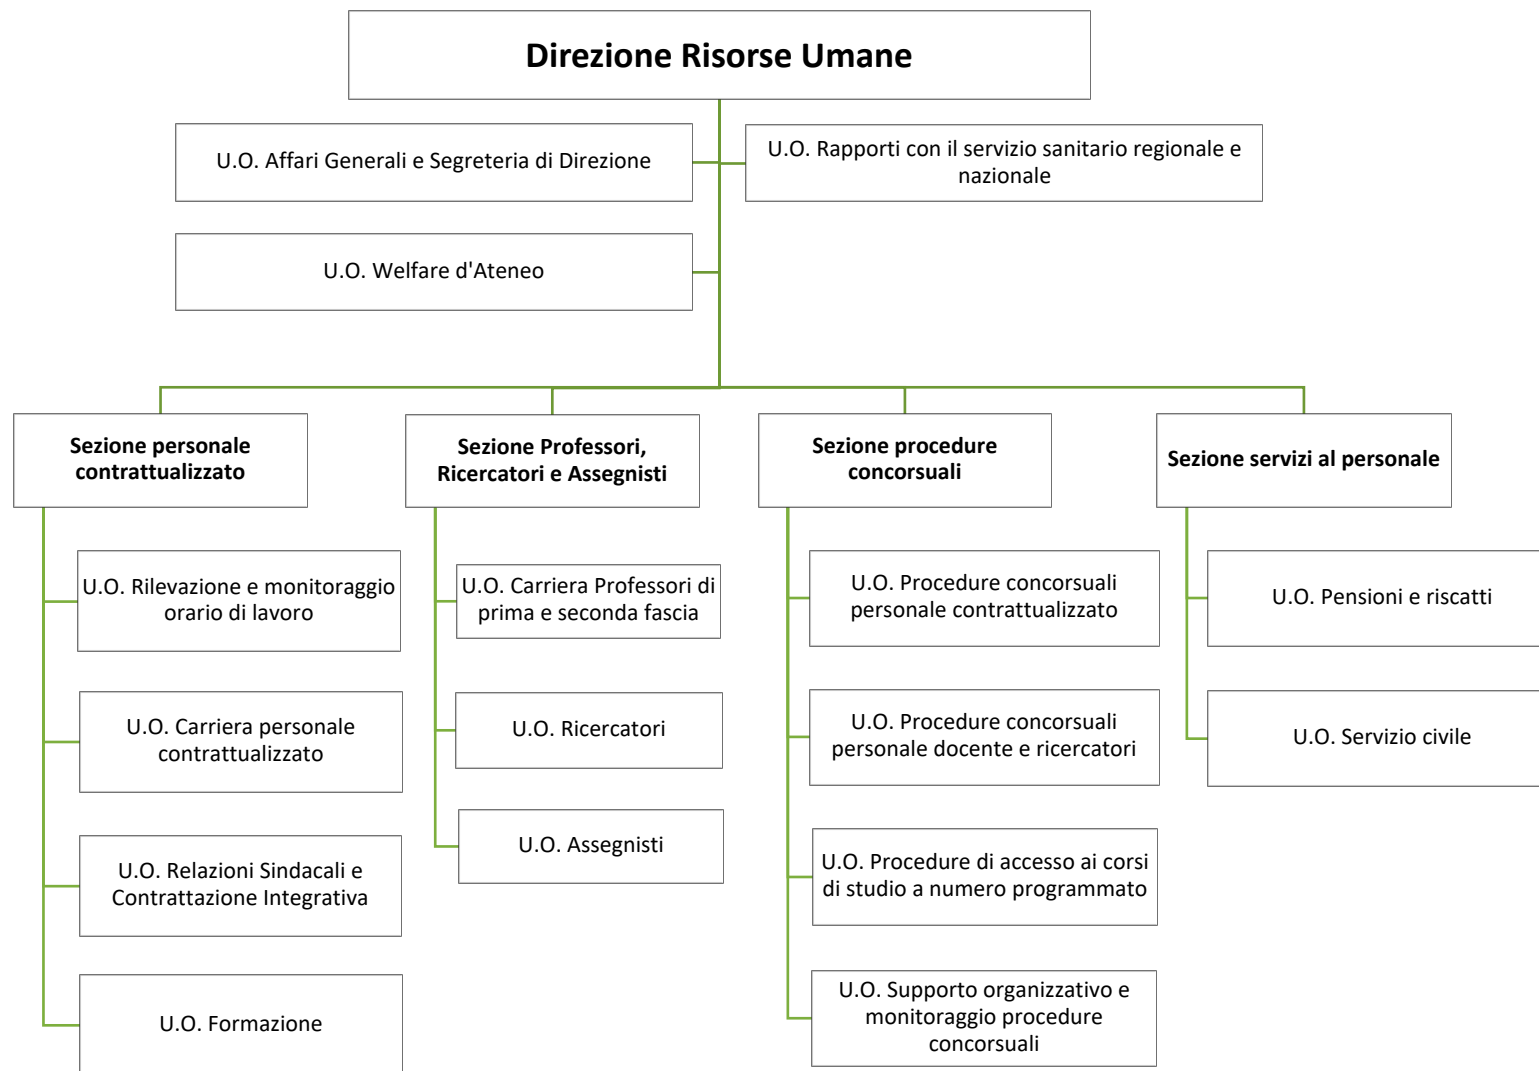 Direzione Risorse Umane
U.O. Affari Generali e Segreteria di Direzione
U.O. Rapporti con il servizio sanitario regionale e
nazionale
U.O. Welfare d'Ateneo
Sezione personale
contrattualizzato
U.O. Rilevazione e monitoraggio
orario di lavoro
U.O. Carriera personale
contrattualizzato
U.O. Relazioni Sindacali e
Contrattazione Integrativa
U.O. Formazione
Sezione Professori,
Ricercatori e Assegnisti
U.O. Carriera Professori di
prima e seconda fascia
U.O. Ricercatori
U.O. Assegnisti
Sezione procedure
concorsuali
U.O. Procedure concorsuali
personale contrattualizzato
U.O. Procedure concorsuali
personale docente e ricercatori
U.O. Procedure di accesso ai corsi
di studio a numero programmato
U.O. Supporto organizzativo e
monitoraggio procedure
concorsuali
Sezione servizi al personale
U.O. Pensioni e riscatti
U.O. Servizio civile